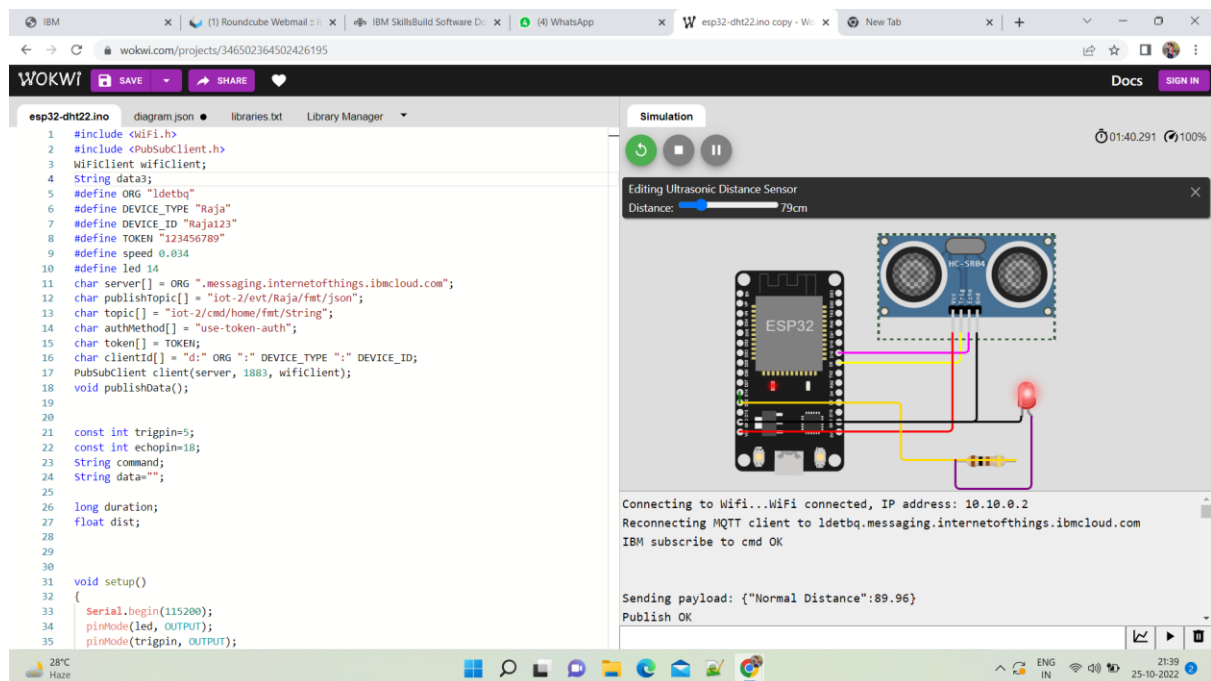 IBM
(1) Roundcube Webmail :: I
IBM SkillsBuild Software De
(4) WhatsApp
esp32-dht22.ino copy - Wo
New Tab
wokwi.com/projects/346502364502426195
WOKWI
SAVE
SHARE
Docs
SIGN IN
esp32-dht22.ino
diagram.json
libraries.txt
Library Manager
1 #include <WiFi.h>
2 #include <PubSubClient.h>
3 WiFiClient wifiClient;
4 String data3;
5 #define ORG "ldetbq"
6 #define DEVICE_TYPE "Raja"
7 #define DEVICE_ID "Raja123"
8 #define TOKEN "123456789"
9 #define speed 0.034
10 #define led 14
11 char server[] = ORG ".messaging.internetofthings.ibmcloud.com";
12 char publishTopic[] = "iot-2/evt/Raja/fmt/json";
13 char topic[] = "iot-2/cmd/home/fmt/String";
14 char authMethod[] = "use-token-auth";
15 char token[] = TOKEN;
16 char clientId[] = "d:" ORG ":" DEVICE_TYPE ":" DEVICE_ID;
17 PubSubClient client(server, 1883, wifiClient);
18 void publishData();
19
20
21 const int trigpin=5;
22 const int echopin=18;
23 String command;
24 String data="";
25
26 long duration;
27 float dist;
28
29
30
31 void setup()
32 {
33 Serial.begin(115200);
34 pinMode(led, OUTPUT);
35 pinMode(trigpin, OUTPUT);
Simulation
01:40.291 100%
Editing Ultrasonic Distance Sensor
Distance: 79cm
HC-SR04
Vcc Trig Echo Gnd
ESP32
Connecting to Wifi...WiFi connected, IP address: 10.10.0.2
Reconnecting MQTT client to ldetbq.messaging.internetofthings.ibmcloud.com
IBM subscribe to cmd OK
Sending payload: {"Normal Distance":89.96}
Publish OK
28°C
Haze
ENG
IN
21:39
25-10-2022
2